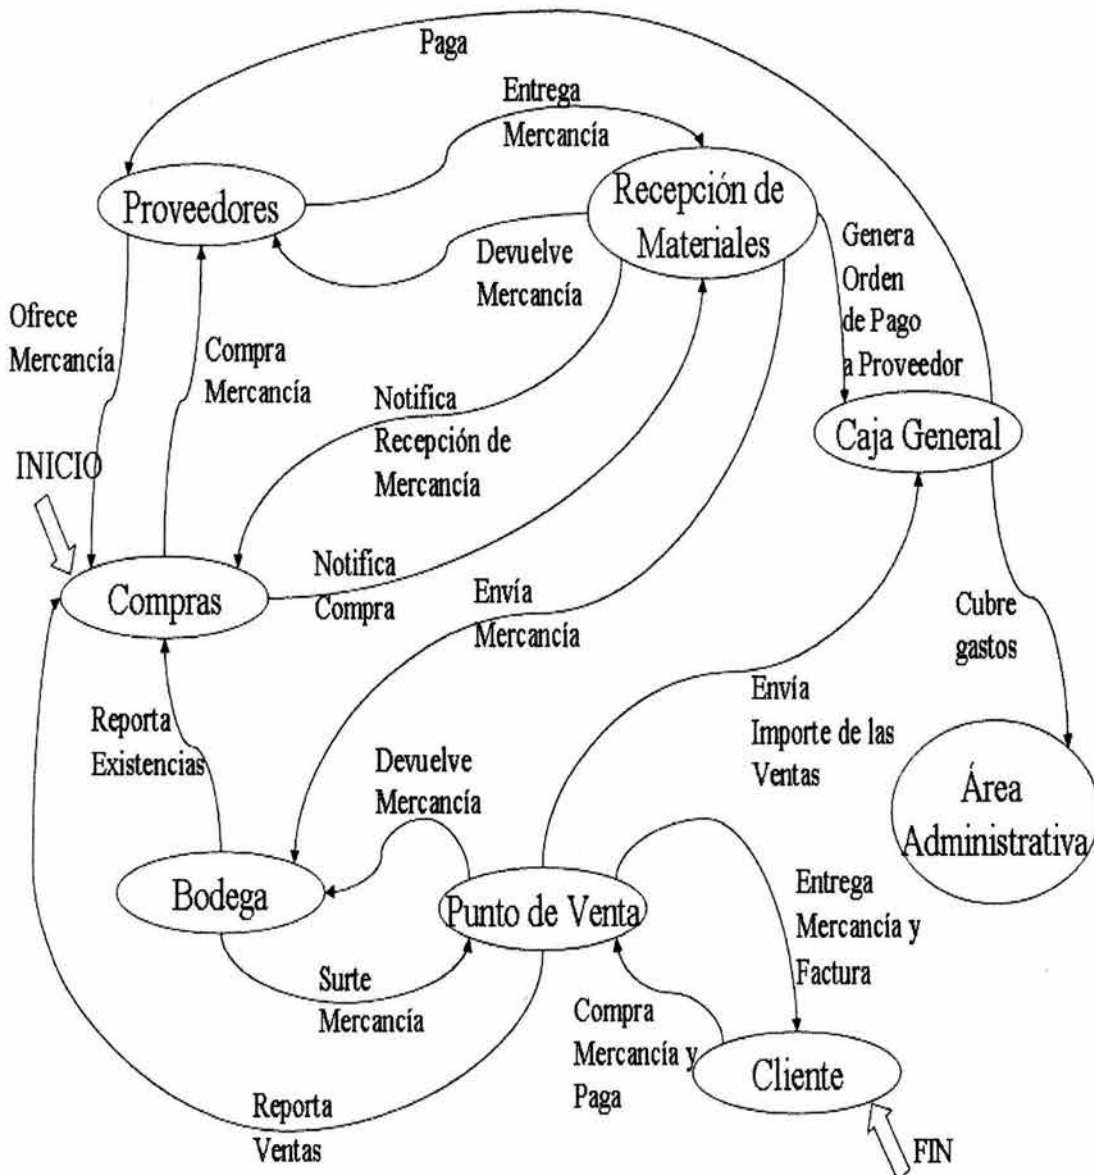 Paga
Entrega
Mercancía
Proveedores
Recepción de
Materiales
Devuelve
Mercancía
Genera
Orden
de Pago
a Proveedor
Ofrece
Mercancía
Compra
Mercancía
Notifica
Recepción de
Mercancía
Caja General
INICIO
Compras
Notifica
Compra
Envía
Mercancía
Cubre
gastos
Reporta
Existencias
Devuelve
Mercancía
Envía
Importe de las
Ventas
Área
Administrativa
Bodega
Punto de Venta
Entrega
Mercancía y
Factura
Surte
Mercancía
Compra
Mercancía y
Paga
Cliente
Reporta
Ventas
FIN